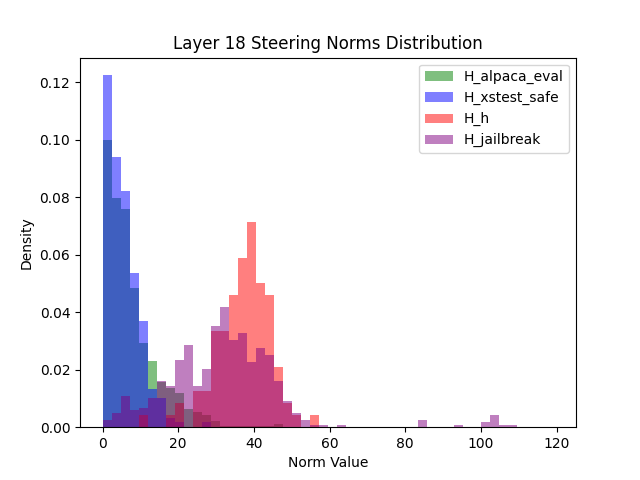 Layer 18 Steering Norms Distribution
H_alpaca_eval
H_xstest_safe
H_h
H_jailbreak
0.12
0.10
0.08
0.06
0.04
0.02
0.00
Density
0 20 40 60 80 100 120
Norm Value